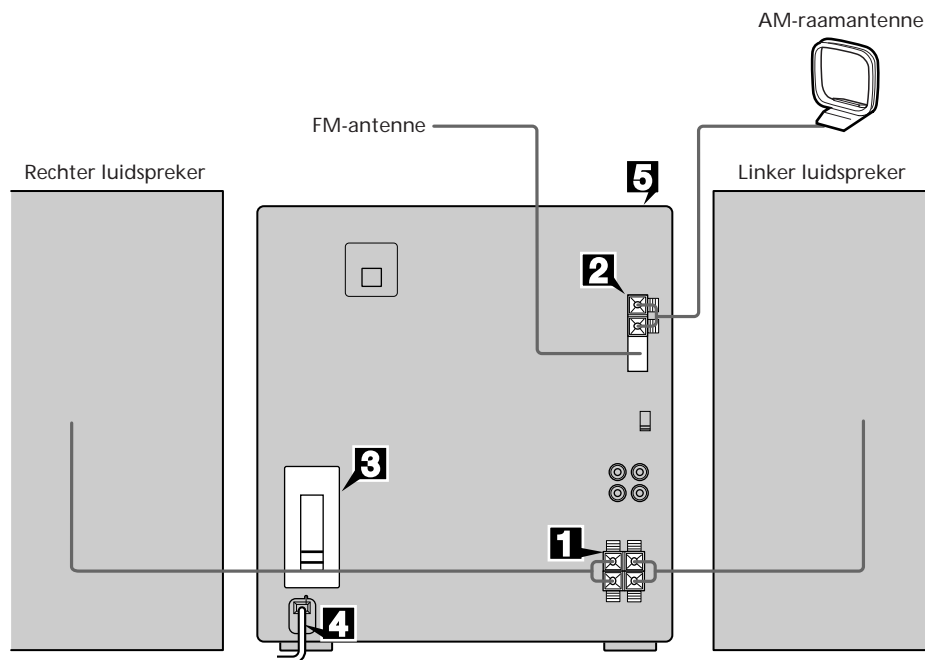 AM-raamantenne
FM-antenne
Rechter luidspreker
5
Linker luidspreker
2
3
1
4